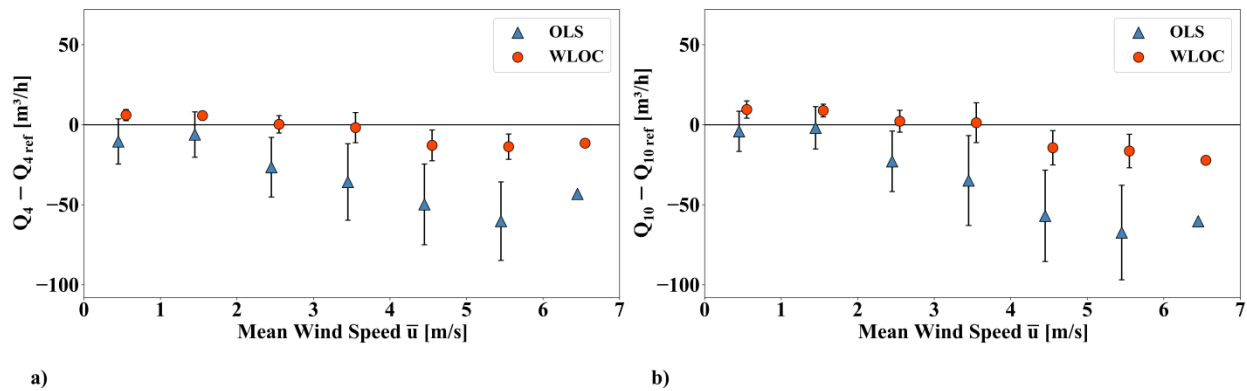 OLS
WLOC
Q₄ − Q₄ ref [m³/h]
50
0
−50
−100
0 1 2 3 4 5 6 7
Mean Wind Speed u̅ [m/s]
a)
OLS
WLOC
Q₁₀ − Q₁₀ ref [m³/h]
50
0
−50
−100
0 1 2 3 4 5 6 7
Mean Wind Speed u̅ [m/s]
b)